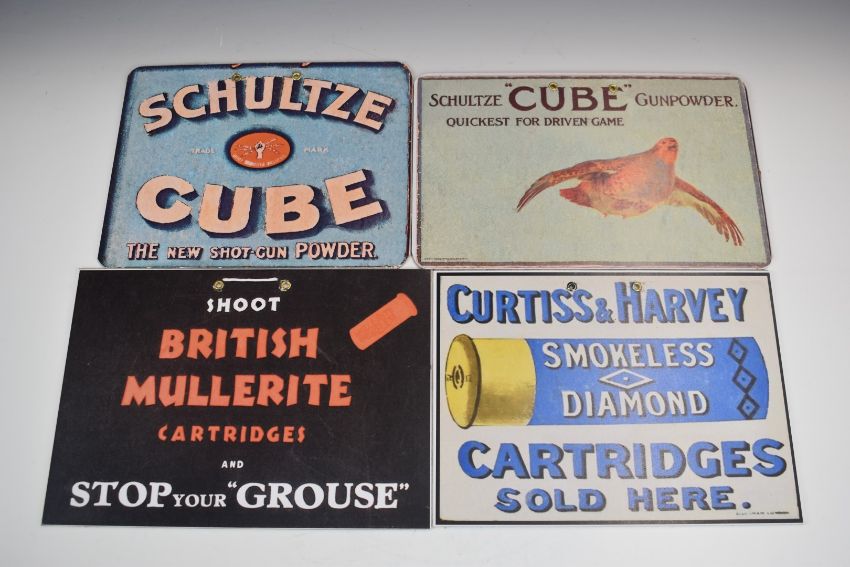 SCHULTZE
TRADE MARK
CUBE
THE NEW SHOT-GUN POWDER.
SCHULTZE "CUBE" GUNPOWDER.
QUICKEST FOR DRIVEN GAME
SHOOT
BRITISH
MULLERITE
CARTRIDGES
AND
STOP YOUR "GROUSE"
CURTISS'S & HARVEY
SMOKELESS
DIAMOND
CARTRIDGES
SOLD HERE.